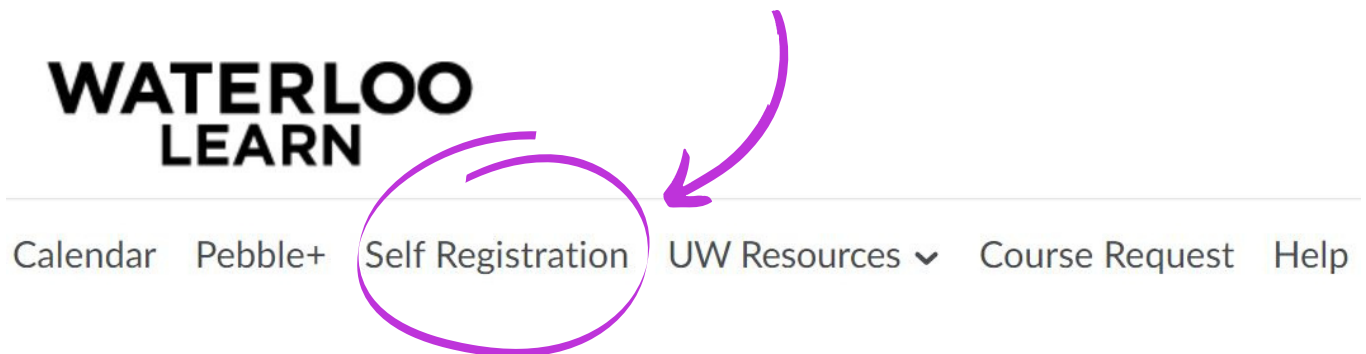 WATERLOO
LEARN
Calendar Pebble+ Self Registration UW Resources Course Request Help